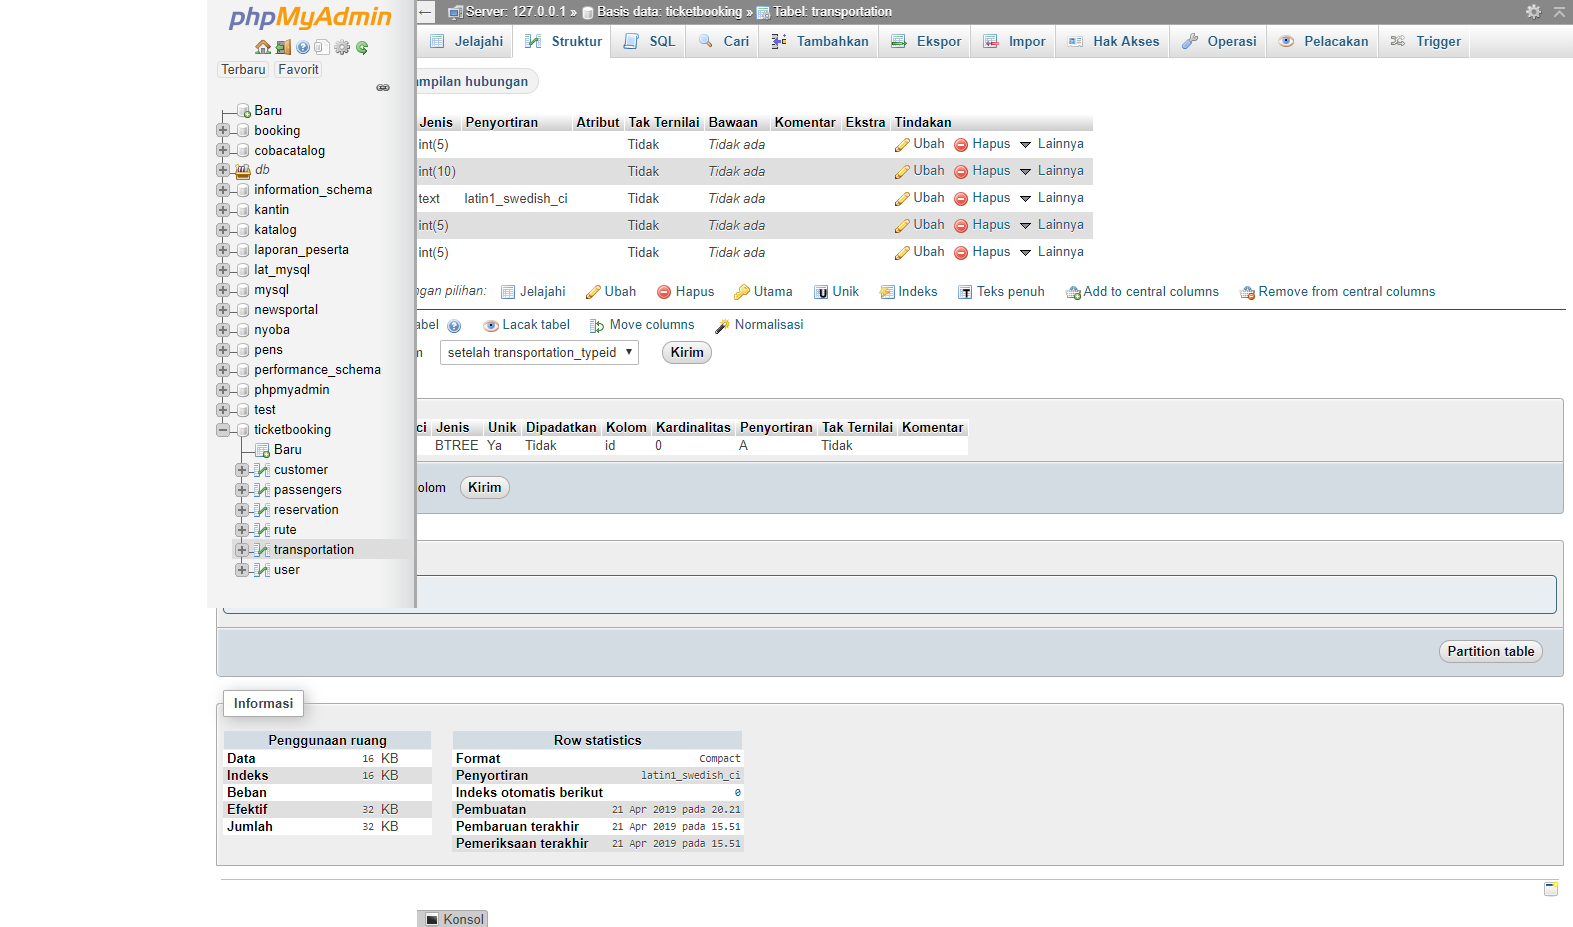 phpMyAdmin
Terbaru Favorit
Baru
booking
cobacatalog
db
information_schema
kantin
katalog
laporan_peserta
lat_mysql
mysql
newsportal
nyoba
pens
performance_schema
phpmyadmin
test
ticketbooking
Baru
customer
passengers
reservation
rute
transportation
user
Server: 127.0.0.1 » Basis data: ticketbooking » Tabel: transportation
Jelajahi Struktur SQL Cari Tambahkan Ekspor Impor Hak Akses Operasi Pelacakan Trigger
mpilan hubungan
Jenis Penyortiran Atribut Tak Ternilai Bawaan Komentar Ekstra Tindakan
int(5) Tidak Tidak ada Ubah Hapus Lainnya
int(10) Tidak Tidak ada Ubah Hapus Lainnya
text latin1_swedish_ci Tidak Tidak ada Ubah Hapus Lainnya
int(5) Tidak Tidak ada Ubah Hapus Lainnya
int(5) Tidak Tidak ada Ubah Hapus Lainnya
ngan pilihan: Jelajahi Ubah Hapus Utama Unik Indeks Teks penuh Add to central columns Remove from central columns
abel Lacak tabel Move columns Normalisasi
setelah transportation_typeid Kirim
ci Jenis Unik Dipadatkan Kolom Kardinalitas Penyortiran Tak Ternilai Komentar
BTREE Ya Tidak id 0 A Tidak
olom Kirim
Partition table
Informasi
Penggunaan ruang
Data 16 KB
Indeks 16 KB
Beban
Efektif 32 KB
Jumlah 32 KB
Row statistics
Format Compact
Penyortiran latin1_swedish_ci
Indeks otomatis berikut 0
Pembuatan 21 Apr 2019 pada 20.21
Pembaruan terakhir 21 Apr 2019 pada 15.51
Pemeriksaan terakhir 21 Apr 2019 pada 15.51
Konsol